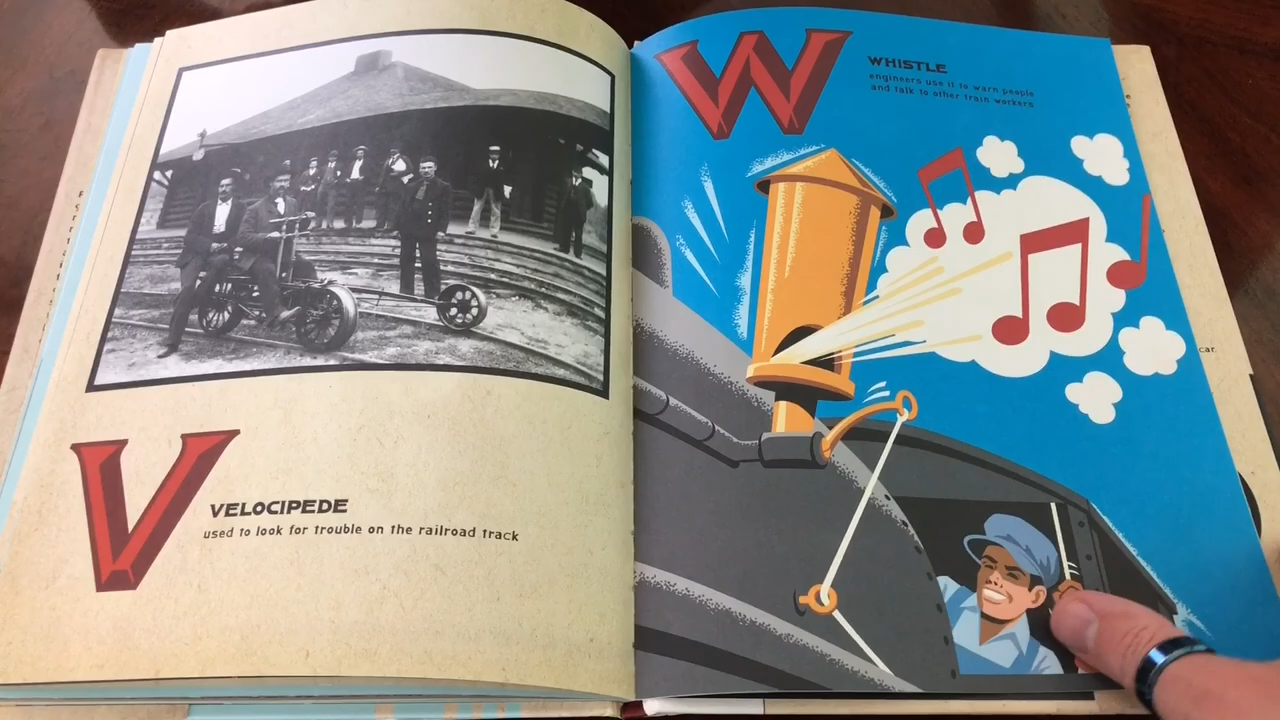 V
VELOCIPEDE
used to look for trouble on the railroad track
W
WHISTLE
engineers use it to warn people
and talk to other train workers
car.